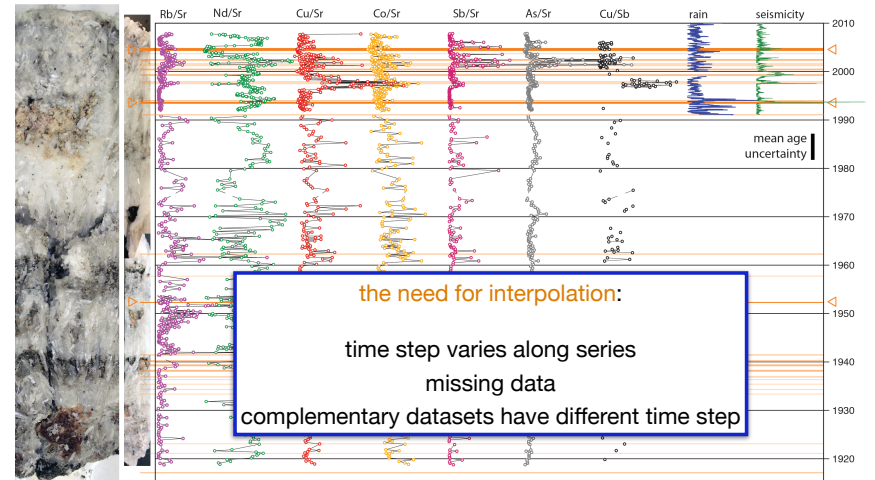 Rb/Sr Nd/Sr Cu/Sr Co/Sr Sb/Sr As/Sr Cu/Sb rain seismicity
2010
2000
1990
mean age
uncertainty
1980
1970
1960
the need for interpolation:
1950
time step varies along series
1940
missing data
1930
complementary datasets have different time step
1920